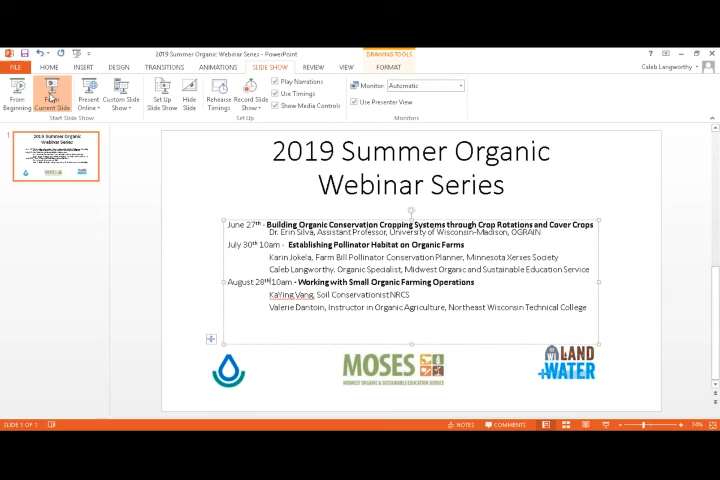 2019 Summer Organic Webinar Series - PowerPoint
DRAWING TOOLS
FILE HOME INSERT DESIGN TRANSITIONS ANIMATIONS SLIDE SHOW REVIEW VIEW FORMAT
Caleb Langworthy
From Beginning
From Current Slide
Present Online
Custom Slide Show
Set Up Slide Show
Hide Slide
Rehearse Timings
Record Slide Show
Play Narrations
Use Timings
Show Media Controls
Monitor: Automatic
Use Presenter View
Start Slide Show
Set Up
Monitors
1
2019 Summer Organic
Webinar Series
2019 Summer Organic
Webinar Series
June 27th - Building Organic Conservation Cropping Systems through Crop Rotations and Cover Crops
Dr. Erin Silva, Assistant Professor, University of Wisconsin-Madison, OGRAIN
July 30th 10am - Establishing Pollinator Habitat on Organic Farms
Karin Jokela, Farm Bill Pollinator Conservation Planner, Minnesota Xerxes Society
Caleb Langworthy. Organic Specialist, Midwest Organic and Sustainable Education Service
August 28th 10am - Working with Small Organic Farming Operations
KaYing Vang, Soil Conservationist NRCS
Valerie Dantoin, Instructor in Organic Agriculture, Northeast Wisconsin Technical College
MOSES
MIDWEST ORGANIC & SUSTAINABLE EDUCATION SERVICE
WI LAND
+WATER
SLIDE 1 OF 1
NOTES
COMMENTS
74%